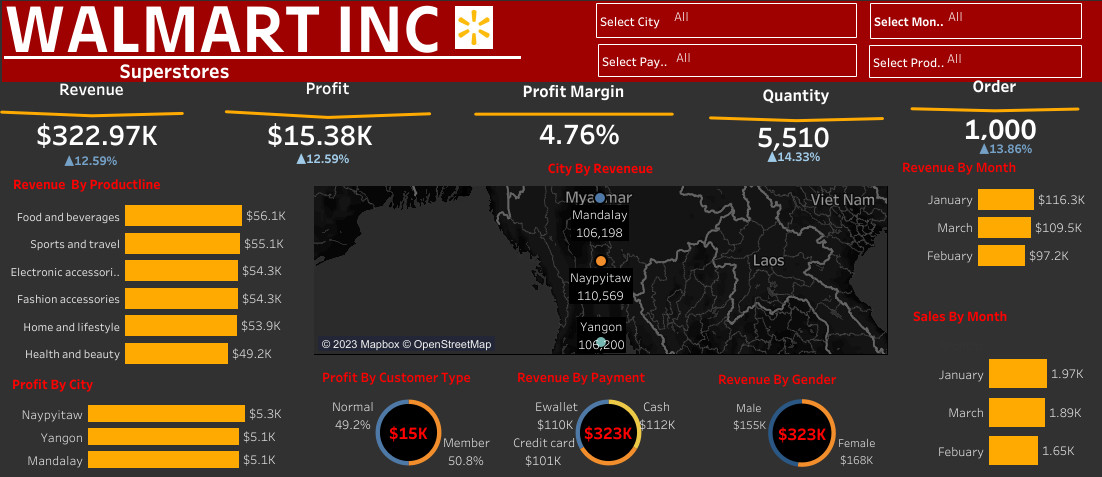 WALMART INC
Superstores
Select City All
Select Mon.. All
Select Pay.. All
Select Prod.. All
Revenue
$322.97K
▲12.59%
Profit
$15.38K
▲12.59%
Profit Margin
4.76%
Quantity
5,510
▲14.33%
Order
1,000
▲13.86%
Revenue By Productline
Food and beverages $56.1K
Sports and travel $55.1K
Electronic accessori.. $54.3K
Fashion accessories $54.3K
Home and lifestyle $53.9K
Health and beauty $49.2K
City By Reveneue
Myanmar
Viet Nam
Mandalay
106,198
Laos
Naypyitaw
110,569
Yangon
106,200
© 2023 Mapbox © OpenStreetMap
Revenue By Month
January $116.3K
March $109.5K
Febuary $97.2K
Sales By Month
January 1.97K
March 1.89K
Febuary 1.65K
Profit By City
Naypyitaw $5.3K
Yangon $5.1K
Mandalay $5.1K
Profit By Customer Type
Normal
49.2%
$15K
Member
50.8%
Revenue By Payment
Ewallet
$110K
Cash
$112K
$323K
Credit card
$101K
Revenue By Gender
Male
$155K
$323K
Female
$168K